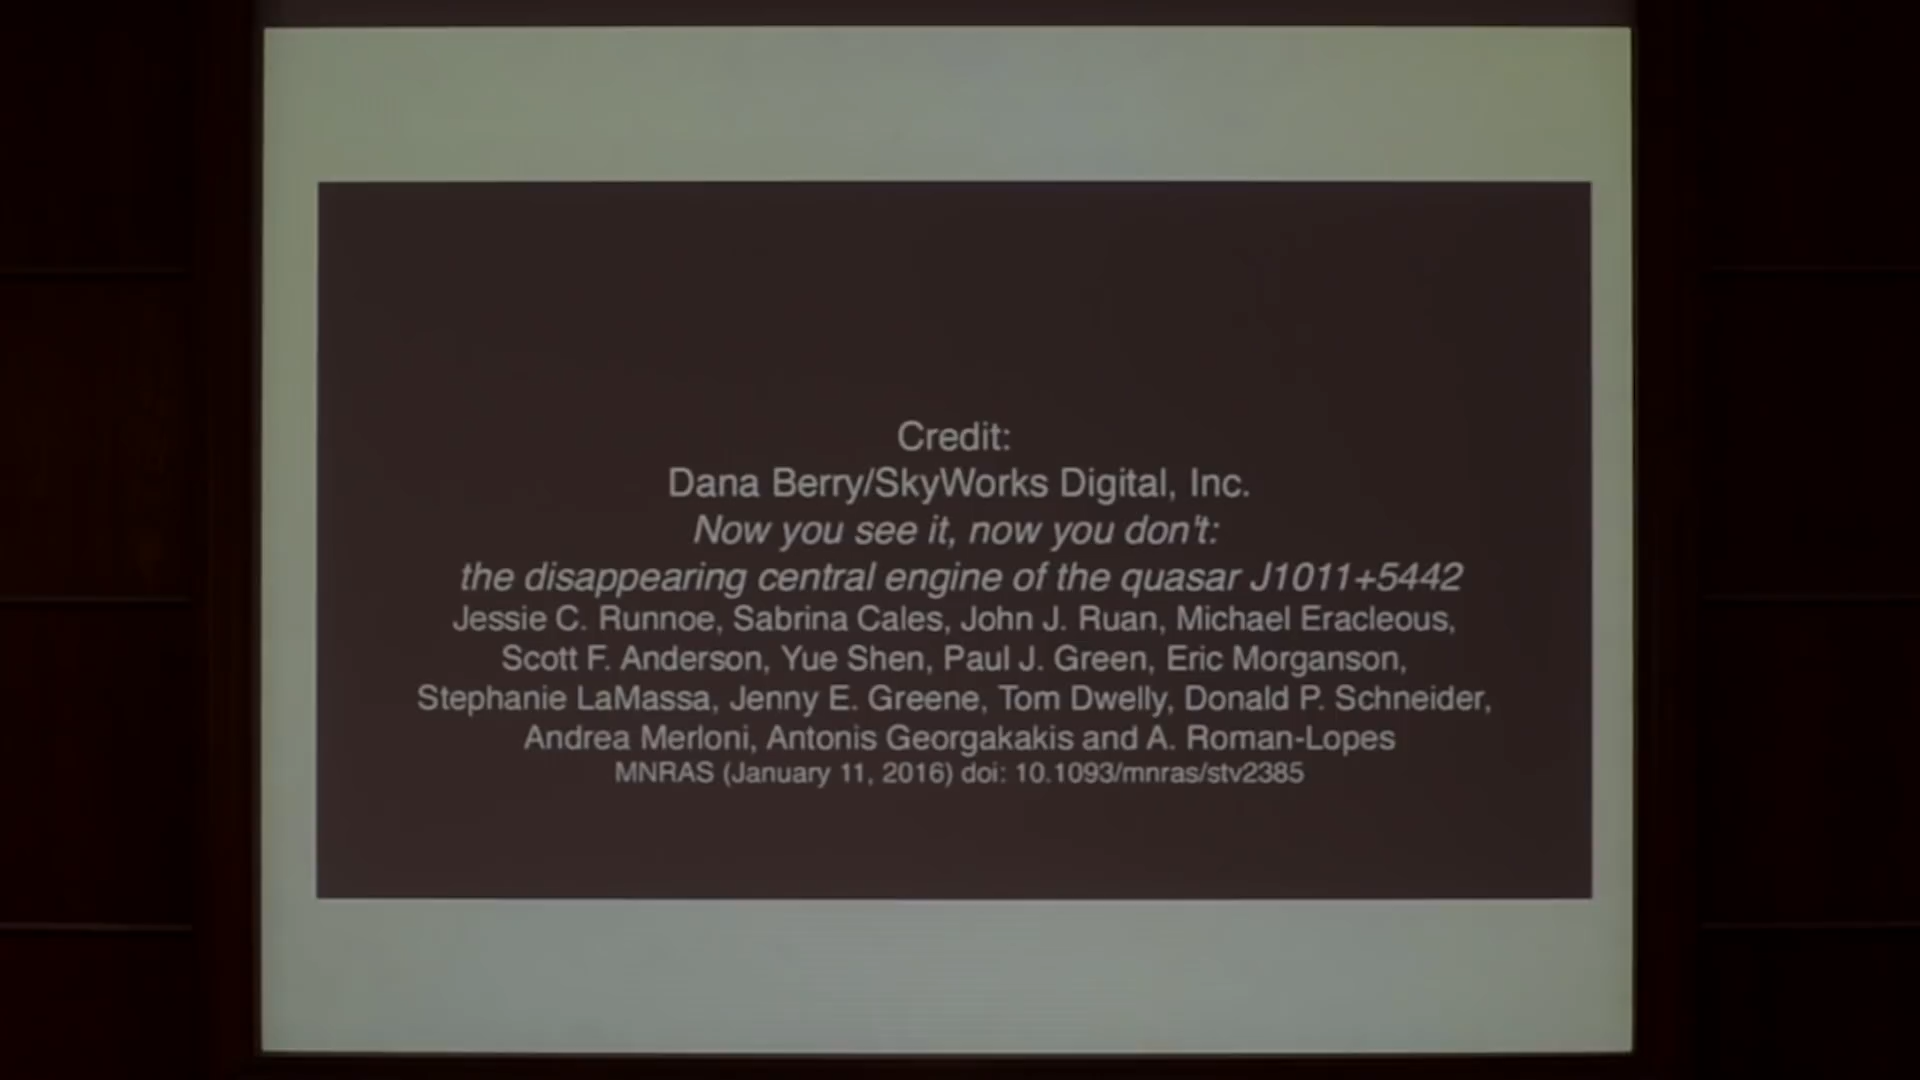 Credit:
Dana Berry/SkyWorks Digital, Inc.
Now you see it, now you don't:
the disappearing central engine of the quasar J1011+5442
Jessie C. Runnoe, Sabrina Cales, John J. Ruan, Michael Eracleous,
Scott F. Anderson, Yue Shen, Paul J. Green, Eric Morganson,
Stephanie LaMassa, Jenny E. Greene, Tom Dwelly, Donald P. Schneider,
Andrea Merloni, Antonis Georgakakis and A. Roman-Lopes
MNRAS (January 11, 2016) doi: 10.1093/mnras/stv2385